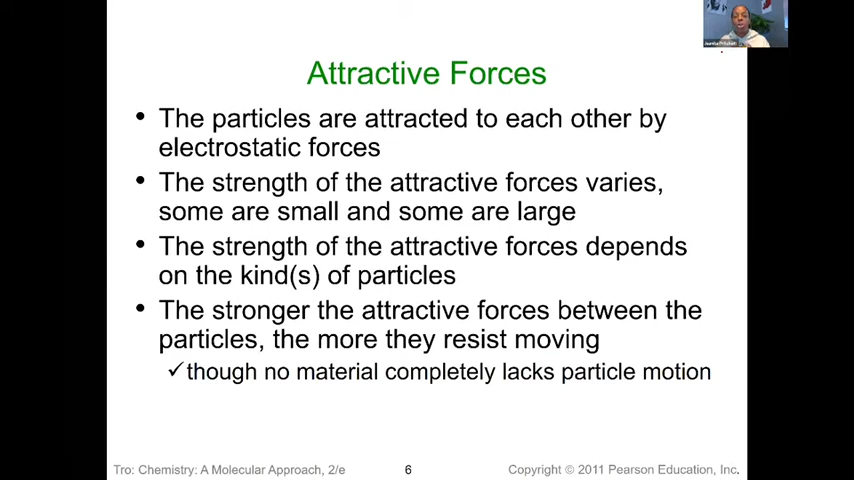 Attractive Forces
• The particles are attracted to each other by
electrostatic forces
• The strength of the attractive forces varies,
some are small and some are large
• The strength of the attractive forces depends
on the kind(s) of particles
• The stronger the attractive forces between the
particles, the more they resist moving
✓though no material completely lacks particle motion
Tro: Chemistry: A Molecular Approach, 2/e
6
Copyright © 2011 Pearson Education, Inc.